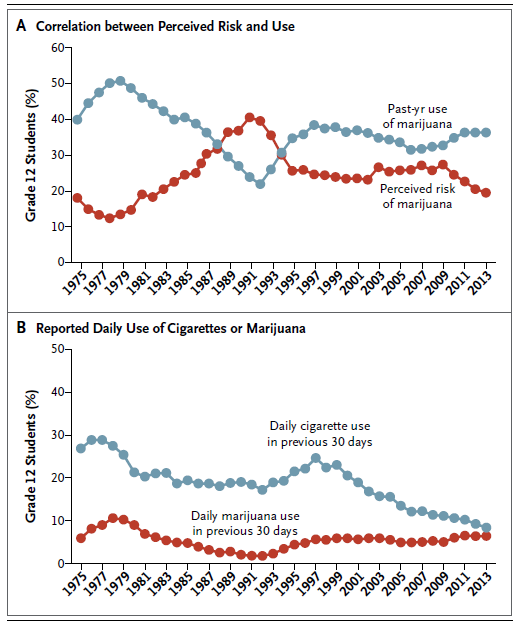 A Correlation between Perceived Risk and Use
60
50
40
30
20
10
0
Grade 12 Students (%)
Past-yr use
of marijuana
Perceived risk
of marijuana
1975 1977 1979 1981 1983 1985 1987 1989 1991 1993 1995 1997 1999 2001 2003 2005 2007 2009 2011 2013
B Reported Daily Use of Cigarettes or Marijuana
50
40
30
20
10
0
Grade 12 Students (%)
Daily cigarette use
in previous 30 days
Daily marijuana use
in previous 30 days
1975 1977 1979 1981 1983 1985 1987 1989 1991 1993 1995 1997 1999 2001 2003 2005 2007 2009 2011 2013